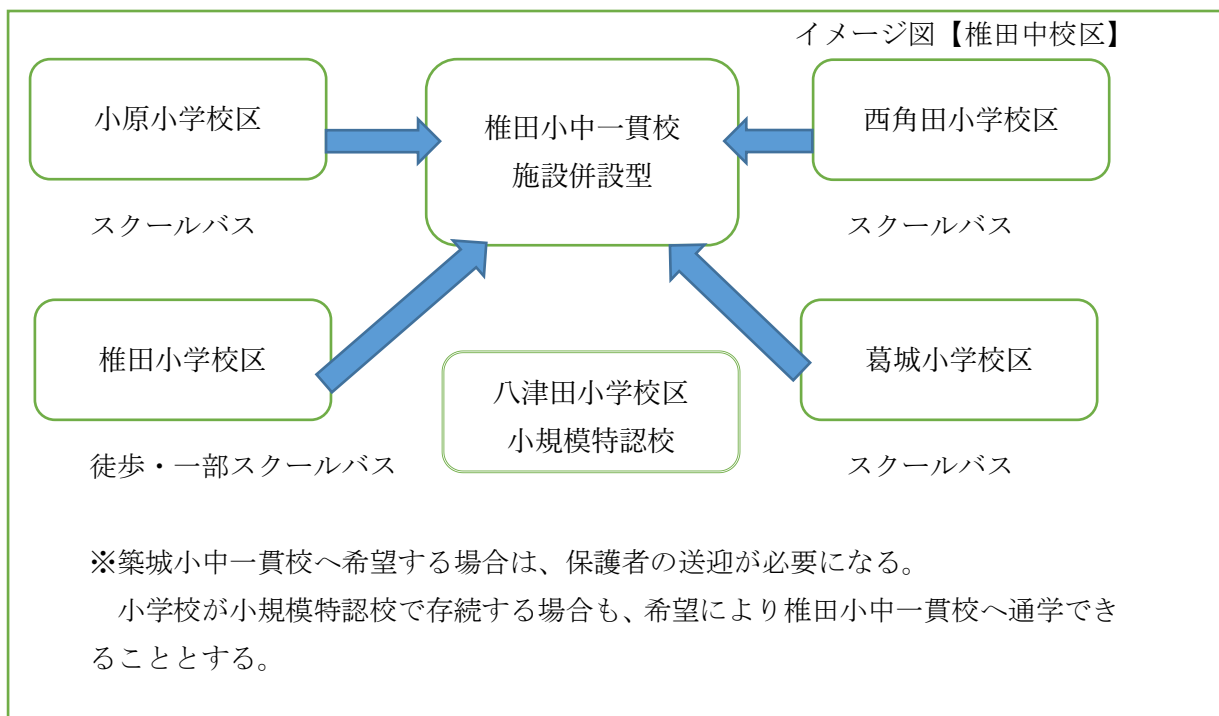 イメージ図【椎田中校区】
小原小学校区
椎田小中一貫校
施設併設型
西角田小学校区
スクールバス
スクールバス
椎田小学校区
八津田小学校区
小規模特認校
葛城小学校区
徒歩・一部スクールバス
スクールバス
※築城小中一貫校へ希望する場合は、保護者の送迎が必要になる。
小学校が小規模特認校で存続する場合も、希望により椎田小中一貫校へ通学でき
ることとする。